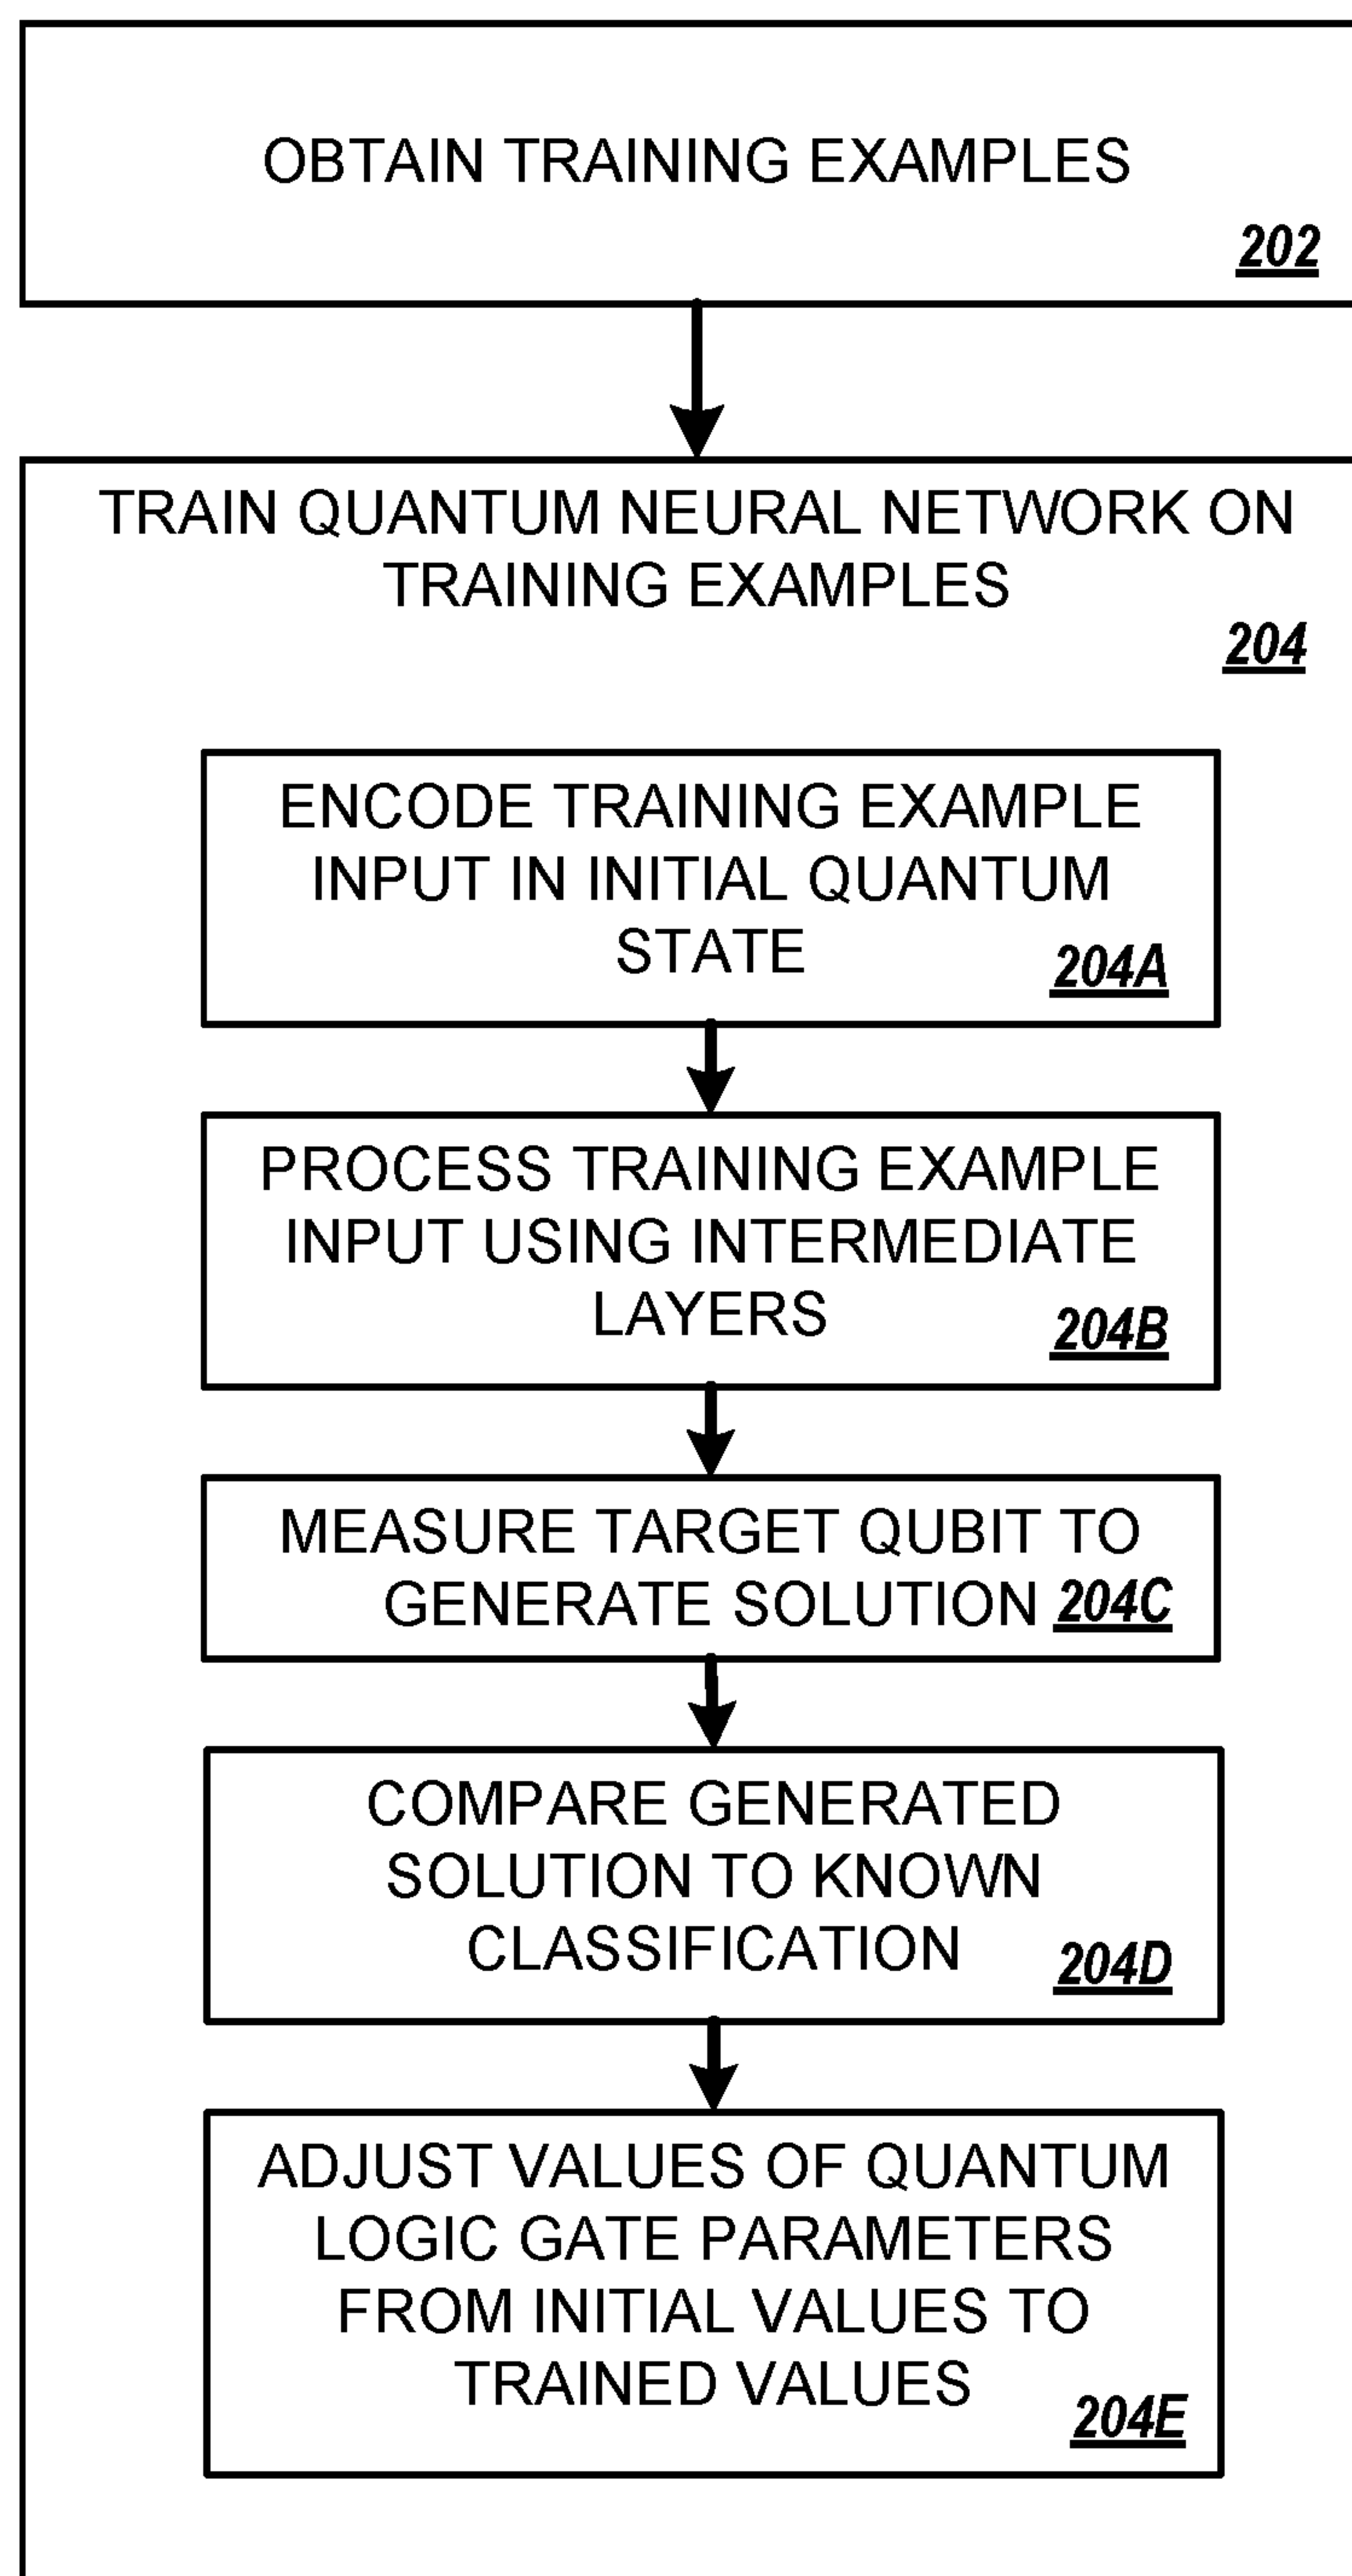 OBTAIN TRAINING EXAMPLES
202
TRAIN QUANTUM NEURAL NETWORK ON
TRAINING EXAMPLES
204
ENCODE TRAINING EXAMPLE
INPUT IN INITIAL QUANTUM
STATE
204A
PROCESS TRAINING EXAMPLE
INPUT USING INTERMEDIATE
LAYERS
204B
MEASURE TARGET QUBIT TO
GENERATE SOLUTION 204C
COMPARE GENERATED
SOLUTION TO KNOWN
CLASSIFICATION
204D
ADJUST VALUES OF QUANTUM
LOGIC GATE PARAMETERS
FROM INITIAL VALUES TO
TRAINED VALUES
204E